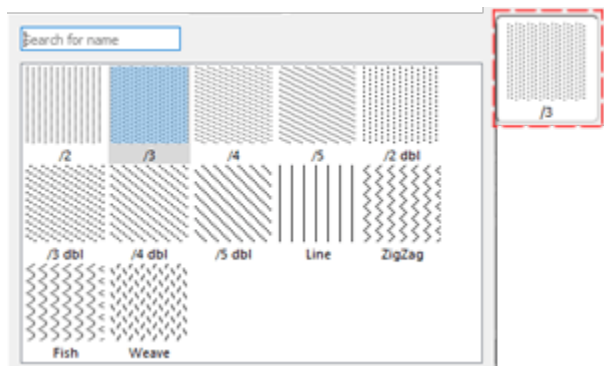 Search for name
/3
/2 /3 /4 /5 /2 dbl
/3 dbl /4 dbl /5 dbl Line ZigZag
Fish Weave